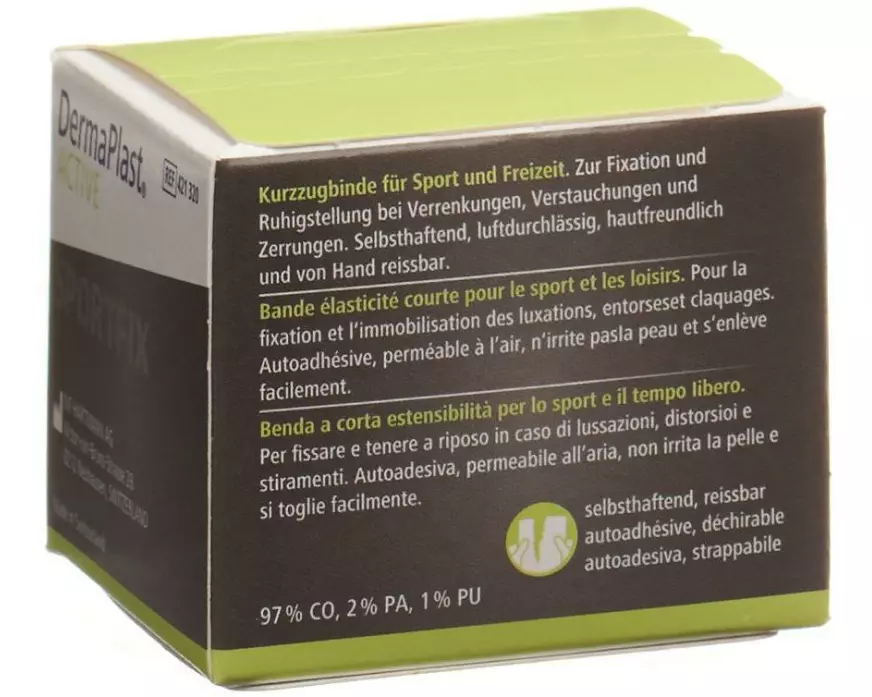 DermaPlast®
ACTIVE
REF 421 320
SPORTFIX
Kurzzugbinde für Sport und Freizeit. Zur Fixation und
Ruhigstellung bei Verrenkungen, Verstauchungen und
Zerrungen. Selbsthaftend, luftdurchlässig, hautfreundlich
und von Hand reissbar.
Bande élasticité courte pour le sport et les loisirs. Pour la
fixation et l'immobilisation des luxations, entorseset claquages.
Autoadhésive, perméable à l'air, n'irrite pasla peau et s'enlève
facilement.
Benda a corta estensibilità per lo sport e il tempo libero.
Per fissare e tenere a riposo in caso di lussazioni, distorsioi e
stiramenti. Autoadesiva, permeabile all'aria, non irrita la pelle e
si toglie facilmente.
selbsthaftend, reissbar
autoadhésive, déchirable
autoadesiva, strappabile
97% CO, 2% PA, 1% PU